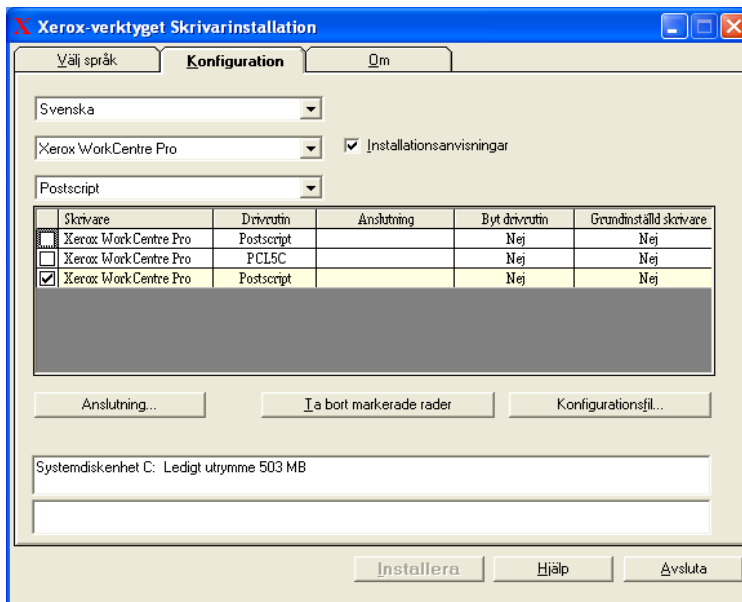 Xerox-verktyget Skrivarinstallation
Välj språk Konfiguration Om
Svenska
Xerox WorkCentre Pro Installationsanvisningar
Postscript
Skrivare Drivrutin Anslutning Byt drivrutin Grundinställd skrivare
Xerox WorkCentre Pro Postscript Nej Nej
Xerox WorkCentre Pro PCL5C Nej Nej
Xerox WorkCentre Pro Postscript Nej Nej
Anslutning... Ta bort markerade rader Konfigurationsfil...
Systemdiskenhet C: Ledigt utrymme 503 MB
Installera Hjälp Avsluta